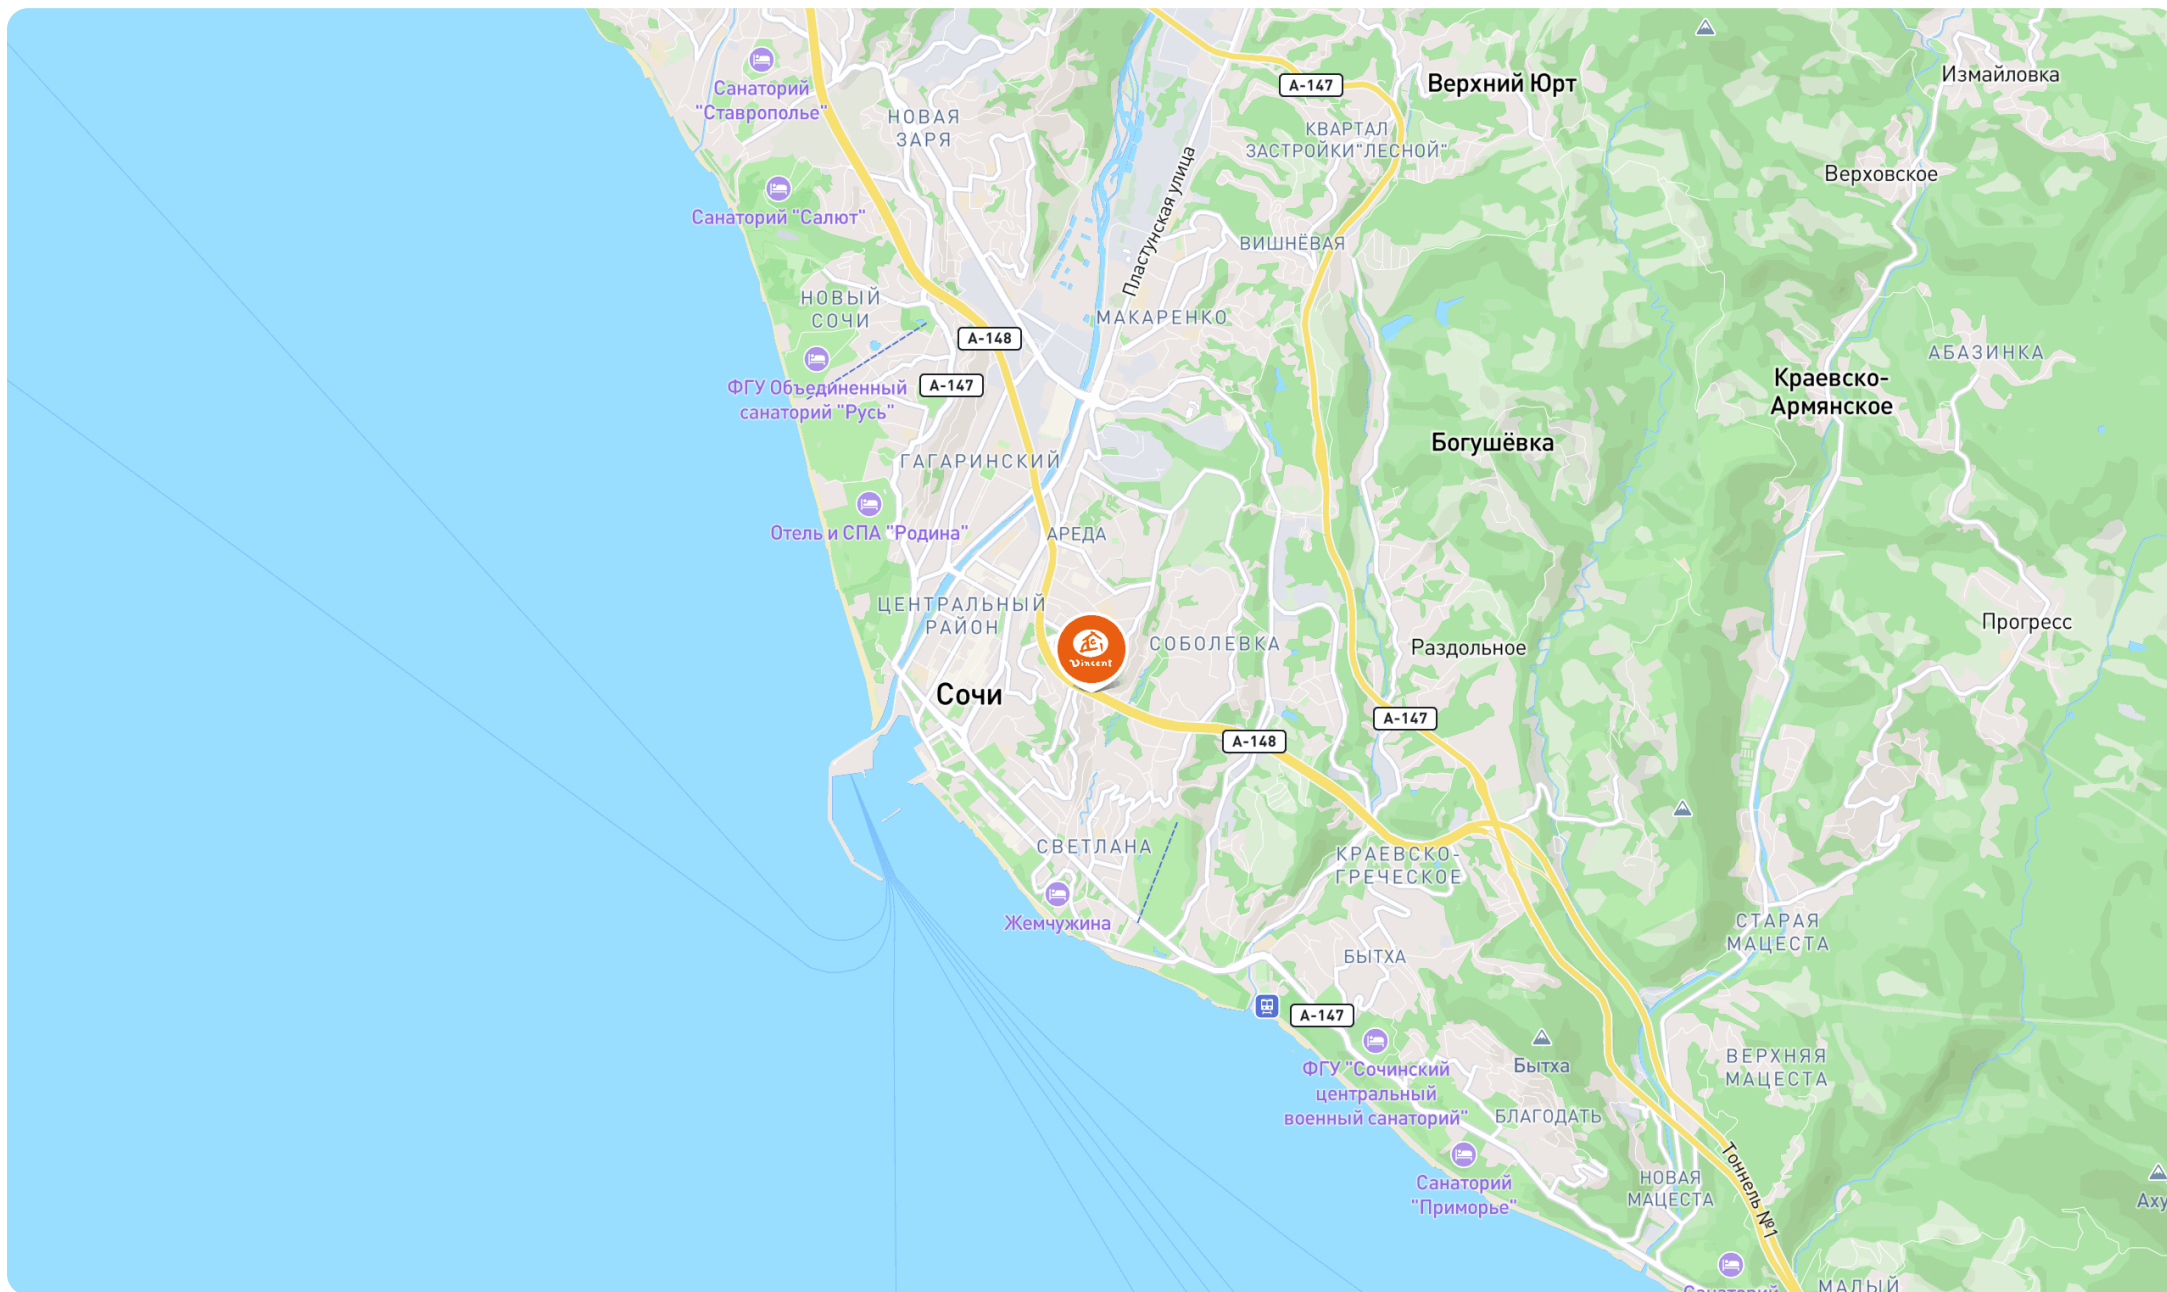 А-147
Верхний Юрт
Измайловка
Санаторий
"Ставрополье"
НОВАЯ
ЗАРЯ
КВАРТАЛ
ЗАСТРОЙКИ"ЛЕСНОЙ"
Верховское
Санаторий "Салют"
Пластунская улица
ВИШНЁВАЯ
НОВЫЙ
СОЧИ
МАКАРЕНКО
А-148
АБАЗИНКА
ФГУ Объединенный
санаторий "Русь"
А-147
Краевско-
Армянское
Богушёвка
ГАГАРИНСКИЙ
Отель и СПА "Родина"
АРЕДА
ЦЕНТРАЛЬНЫЙ
РАЙОН
Vincent
СОБОЛЕВКА
Раздольное
Прогресс
Сочи
А-147
А-148
СВЕТЛАНА
КРАЕВСКО-
ГРЕЧЕСКОЕ
Жемчужина
СТАРАЯ
МАЦЕСТА
БЫТХА
А-147
Бытха
ФГУ "Сочинский
центральный
военный санаторий"
ВЕРХНЯЯ
МАЦЕСТА
БЛАГОДАТЬ
Санаторий
"Приморье"
НОВАЯ
МАЦЕСТА
Тоннель №1
Аху
Санаторий
МАЛЫЙ